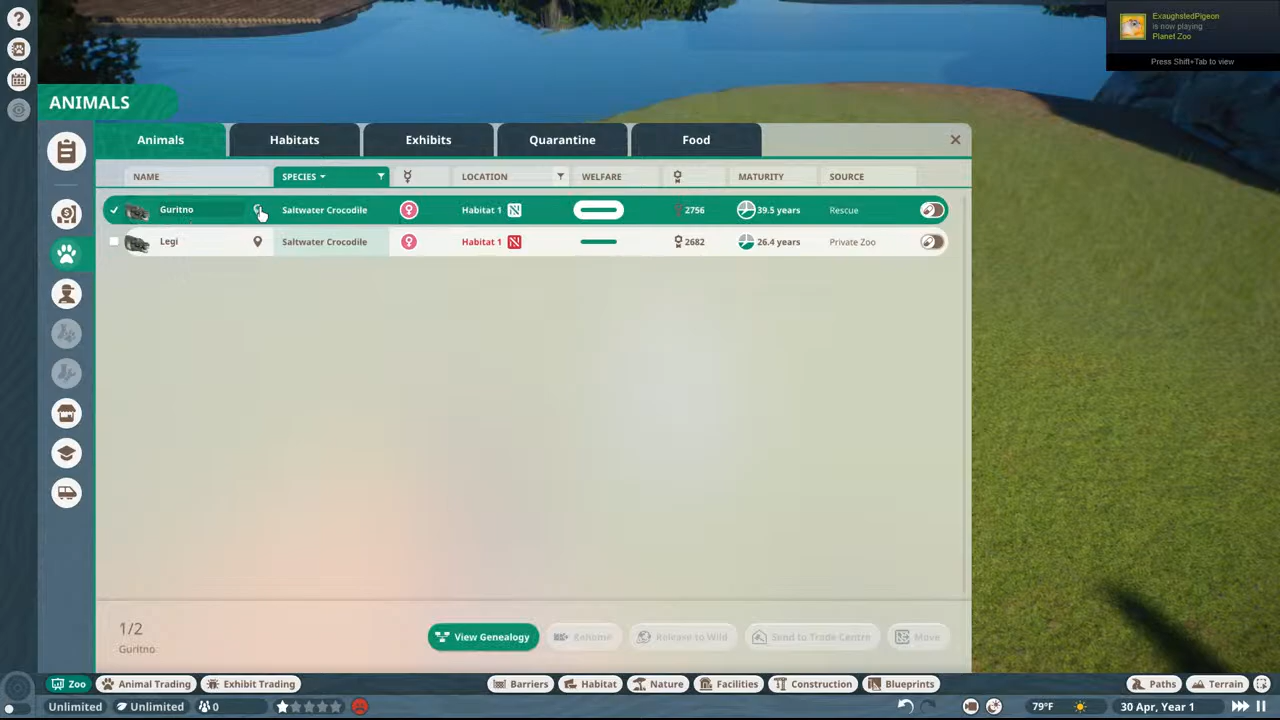 ExaughstedPigeon
is now playing
Planet Zoo
Press Shift+Tab to view
ANIMALS
Animals Habitats Exhibits Quarantine Food
NAME SPECIES LOCATION WELFARE MATURITY SOURCE
Guritno Saltwater Crocodile Habitat 1 2756 39.5 years Rescue
Legi Saltwater Crocodile Habitat 1 2682 26.4 years Private Zoo
1/2
Guritno
View Genealogy Rehome Release to Wild Send to Trade Centre Move
Zoo Animal Trading Exhibit Trading Barriers Habitat Nature Facilities Construction Blueprints Paths Terrain
Unlimited Unlimited 0 79°F 30 Apr, Year 1